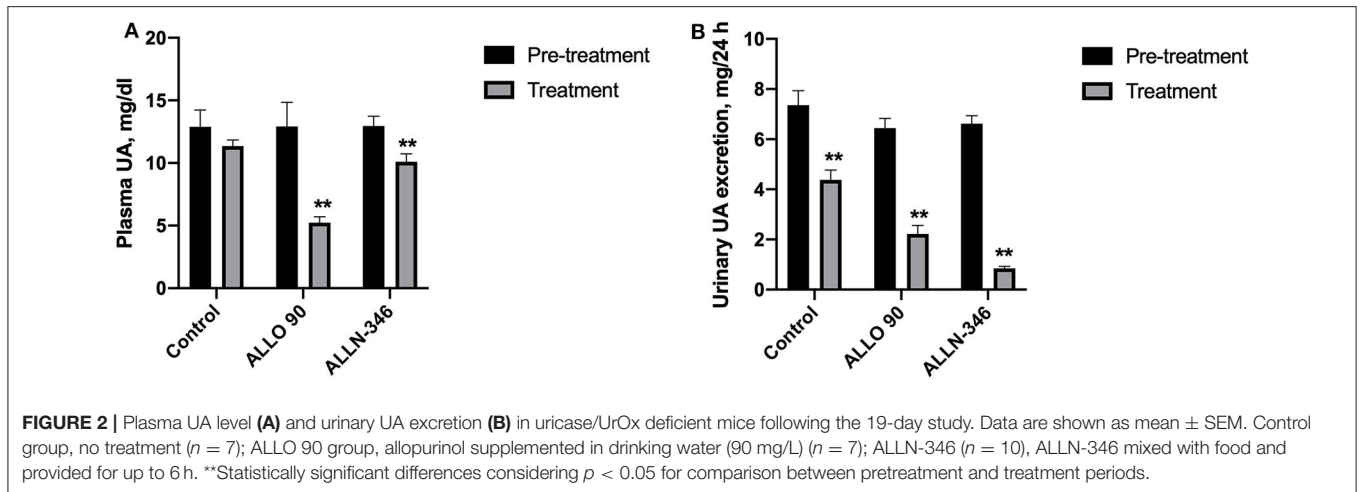 A
20
15
10
5
0
Plasma UA, mg/dl
Pre-treatment
Treatment
**
**
Control
ALLO 90
ALLN-346
B
10
8
6
4
2
0
Urinary UA excretion, mg/24 h
Pre-treatment
Treatment
**
**
**
Control
ALLO 90
ALLN-346
FIGURE 2 | Plasma UA level (A) and urinary UA excretion (B) in uricase/UrOx deficient mice following the 19-day study. Data are shown as mean ± SEM. Control
group, no treatment (n = 7); ALLO 90 group, allopurinol supplemented in drinking water (90 mg/L) (n = 7); ALLN-346 (n = 10), ALLN-346 mixed with food and
provided for up to 6 h. **Statistically significant differences considering p < 0.05 for comparison between pretreatment and treatment periods.